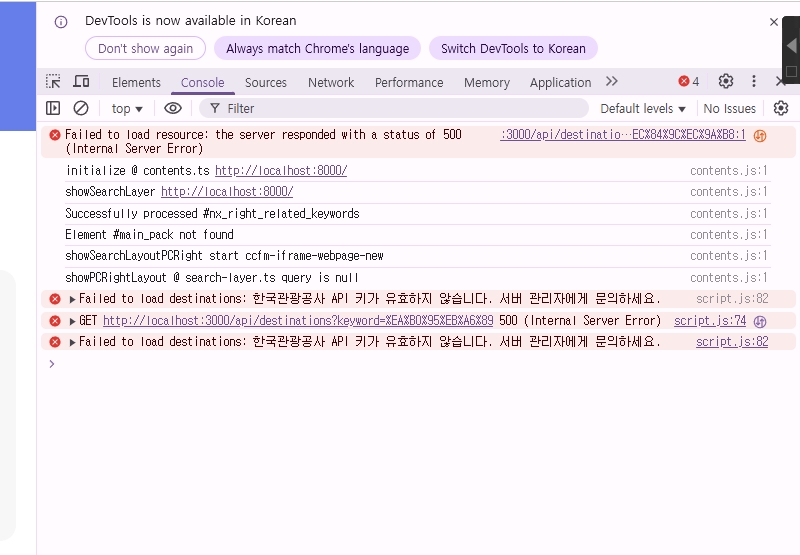 DevTools is now available in Korean
Don't show again Always match Chrome's language Switch DevTools to Korean
Elements Console Sources Network Performance Memory Application 4
top Filter Default levels No Issues
Failed to load resource: the server responded with a status of 500 (Internal Server Error) :3000/api/destinatio…EC%84%9C%EC%9A%B8:1
initialize @ contents.ts http://localhost:8000/ contents.js:1
showSearchLayer http://localhost:8000/ contents.js:1
Successfully processed #nx_right_related_keywords contents.js:1
Element #main_pack not found contents.js:1
showSearchLayoutPCRight start ccfm-iframe-webpage-new contents.js:1
showPCRightLayout @ search-layer.ts query is null contents.js:1
Failed to load destinations: 한국관광공사 API 키가 유효하지 않습니다. 서버 관리자에게 문의하세요. script.js:82
GET http://localhost:3000/api/destinations?keyword=%EA%B0%95%EB%A6%89 500 (Internal Server Error) script.js:74
Failed to load destinations: 한국관광공사 API 키가 유효하지 않습니다. 서버 관리자에게 문의하세요. script.js:82